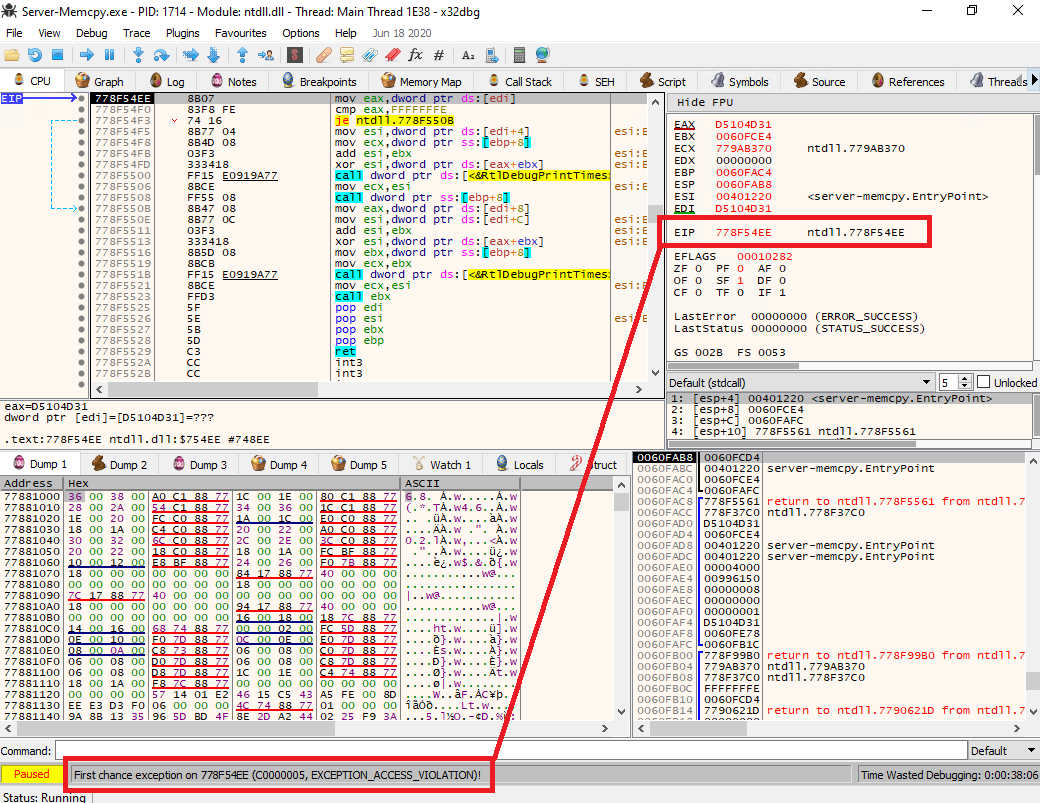 Server-Memcpy.exe - PID: 1714 - Module: ntdll.dll - Thread: Main Thread 1E38 - x32dbg
File View Debug Trace Plugins Favourites Options Help Jun 18 2020
CPU Graph Log Notes Breakpoints Memory Map Call Stack SEH Script Symbols Source References Threads
EIP
778F54EE 8B07 mov eax,dword ptr ds:[edi]
778F54F0 83F8 FE cmp eax,FFFFFFFE
778F54F3 74 16 je ntdll.778F550B
778F54F5 8B77 04 mov esi,dword ptr ds:[edi+4] esi:E
778F54F8 8B4D 08 mov ecx,dword ptr ss:[ebp+8]
778F54FB 03F3 add esi,ebx esi:E
778F54FD 333418 xor esi,dword ptr ds:[eax+ebx] esi:E
778F5500 FF15 E0919A77 call dword ptr ds:[<&RtlDebugPrintTimes>
778F5506 8BCE mov ecx,esi esi:E
778F5508 FF55 08 call dword ptr ss:[ebp+8]
778F550B 8B47 08 mov eax,dword ptr ds:[edi+8]
778F550E 8B77 0C mov esi,dword ptr ds:[edi+C] esi:E
778F5511 03F3 add esi,ebx esi:E
778F5513 333418 xor esi,dword ptr ds:[eax+ebx] esi:E
778F5516 8B5D 08 mov ebx,dword ptr ss:[ebp+8]
778F5519 8BCB mov ecx,ebx
778F551B FF15 E0919A77 call dword ptr ds:[<&RtlDebugPrintTimes>
778F5521 8BCE mov ecx,esi esi:E
778F5523 FFD3 call ebx
778F5525 5F pop edi
778F5526 5E pop esi esi:E
778F5527 5B pop ebx
778F5528 5D pop ebp
778F5529 C3 ret
778F552A CC int3
778F552B CC int3
Hide FPU
EAX D5104D31
EBX 0060FCE4
ECX 779AB370 ntdll.779AB370
EDX 00000000
EBP 0060FAC4
ESP 0060FAB8
ESI 00401220 <server-memcpy.EntryPoint>
EDI D5104D31
EIP 778F54EE ntdll.778F54EE
EFLAGS 00010282
ZF 0 PF 0 AF 0
OF 0 SF 1 DF 0
CF 0 TF 0 IF 1
LastError 00000000 (ERROR_SUCCESS)
LastStatus 00000000 (STATUS_SUCCESS)
GS 002B FS 0053
Default (stdcall) 5 Unlocked
1: [esp+4] 00401220 <server-memcpy.EntryPoint>
2: [esp+8] 0060FCE4
3: [esp+C] 0060FAFC
4: [esp+10] 778F5561 ntdll.778F5561
eax=D5104D31
dword ptr [edi]=[D5104D31]=???
.text:778F54EE ntdll.dll:$754EE #748EE
Dump 1 Dump 2 Dump 3 Dump 4 Dump 5 Watch 1 Locals Struct
Address Hex ASCII
77881000 36 00 38 00 A0 C1 88 77 1C 00 1E 00 80 C1 88 77 6.8. Á.w.....Á.w
77881010 28 00 2A 00 54 C1 88 77 34 00 36 00 1C C1 88 77 (.*.TÁ.w4.6..Á.w
77881020 1E 00 20 00 FC C0 88 77 1A 00 1C 00 E0 C0 88 77
77881030 18 00 1A 00 C4 C0 88 77 20 00 22 00 A0 C0 88 77
77881040 30 00 32 00 6C C0 88 77 2C 00 2E 00 3C C0 88 77
77881050 20 00 22 00 18 C0 88 77 18 00 1A 00 FC BF 88 77
77881060 10 00 12 00 E8 BF 88 77 24 00 26 00 F0 7B 88 77
77881070 18 00 00 00 00 00 00 00 84 17 88 77 40 00 00 00
77881080 00 00 00 00 00 00 00 00 18 00 00 00 00 00 00 00
77881090 7C 17 88 77 40 00 00 00 00 00 00 00 00 00 00 00
778810A0 18 00 00 00 00 00 00 00 94 17 88 77 40 00 00 00
778810B0 00 00 00 00 00 00 00 00 16 00 18 00 18 7C 88 77
778810C0 14 00 16 00 68 74 88 77 00 00 02 00 FC 5D 88 77
778810D0 0E 00 10 00 F0 7D 88 77 0C 00 0E 00 E0 7D 88 77
778810E0 08 00 0A 00 C8 73 88 77 06 00 08 00 C0 7D 88 77
778810F0 06 00 08 00 D0 7D 88 77 06 00 08 00 C8 7D 88 77
77881100 06 00 08 00 D8 7D 88 77 1C 00 1E 00 C4 74 88 77
77881110 18 00 1A 00 F8 7C 88 77 00 00 00 00 00 00 00 00
77881120 00 00 00 00 57 14 01 E2 46 15 C5 43 A5 FE 00 8D
77881130 EE E3 D3 F0 06 00 00 00 4C 74 88 77 01 00 00 00
77881140 9A 8B 13 35 96 5D BD 4F 8E 2D A2 44 02 25 F9 3A
0060FAB8 0060FCD4
0060FABC 00401220 server-memcpy.EntryPoint
0060FAC0 0060FCE4
0060FAC4 0060FAFC
0060FAC8 778F5561 return to ntdll.778F5561 from ntdll.7
0060FACC 778F37C0 ntdll.778F37C0
0060FAD0 D5104D31
0060FAD4 0060FCE4
0060FAD8 00401220 server-memcpy.EntryPoint
0060FADC 00401220 server-memcpy.EntryPoint
0060FAE0 00004000
0060FAE4 00996150
0060FAE8 00000008
0060FAEC 00000000
0060FAF0 00000001
0060FAF4 D5104D31
0060FAF8 0060FE78
0060FAFC 0060FB1C
0060FB00 778F99B0 return to ntdll.778F99B0 from ntdll.7
0060FB04 779AB370 ntdll.779AB370
0060FB08 778F37C0 ntdll.778F37C0
0060FB0C FFFFFFFE
0060FB10 0060FCD4
0060FB14 7790621D return to ntdll.7790621D from ntdll.7
Command: Default
Paused First chance exception on 778F54EE (C0000005, EXCEPTION_ACCESS_VIOLATION)! Time Wasted Debugging: 0:00:38:06
Status: Running